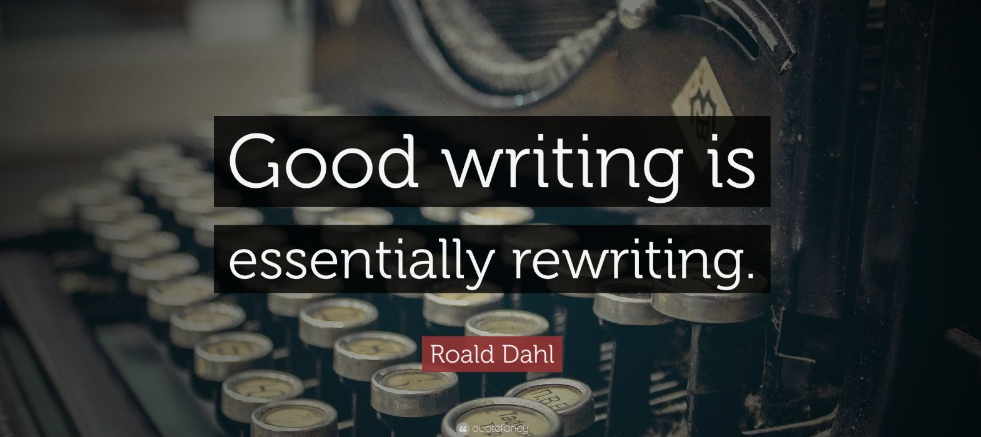 Good writing is
essentially rewriting.
Roald Dahl
quotefancy